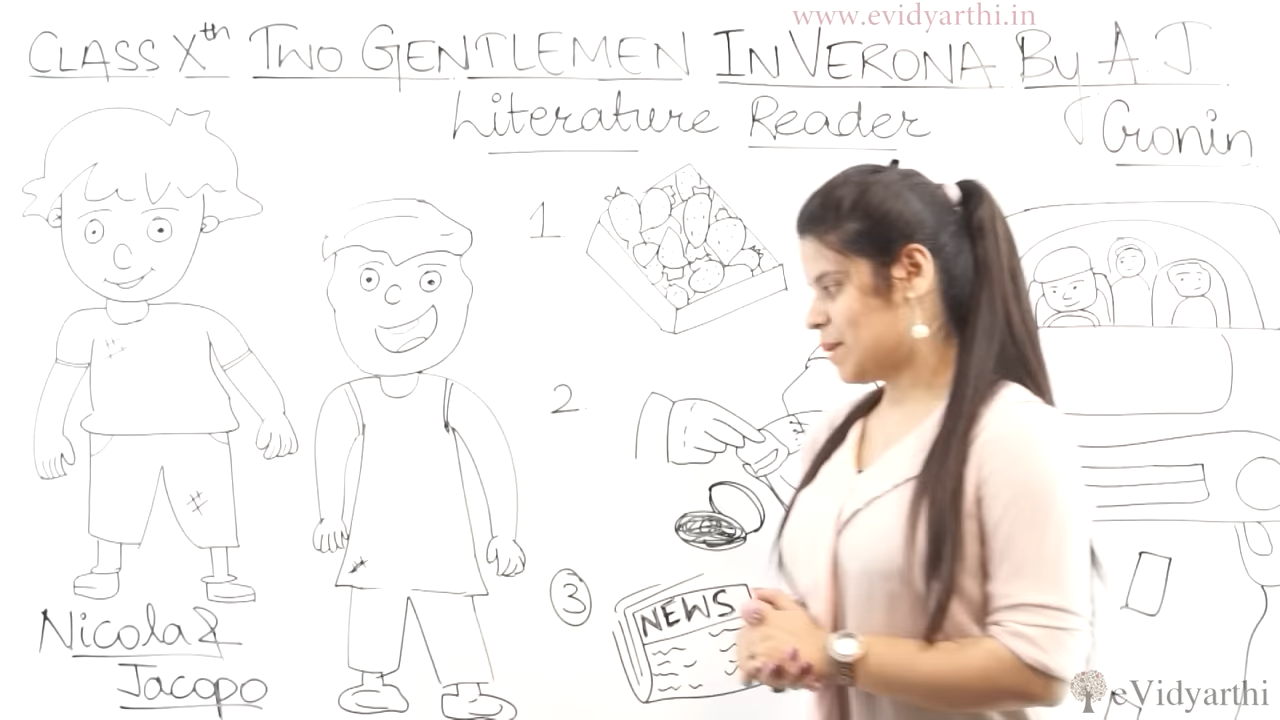 www.evidyarthi.in
CLASS Xth TWO GENTLEMEN IN VERONA By A J
Cronin
Literature Reader
1
2
3
NEWS
Nicola &
Jacopo
eVidyarthi